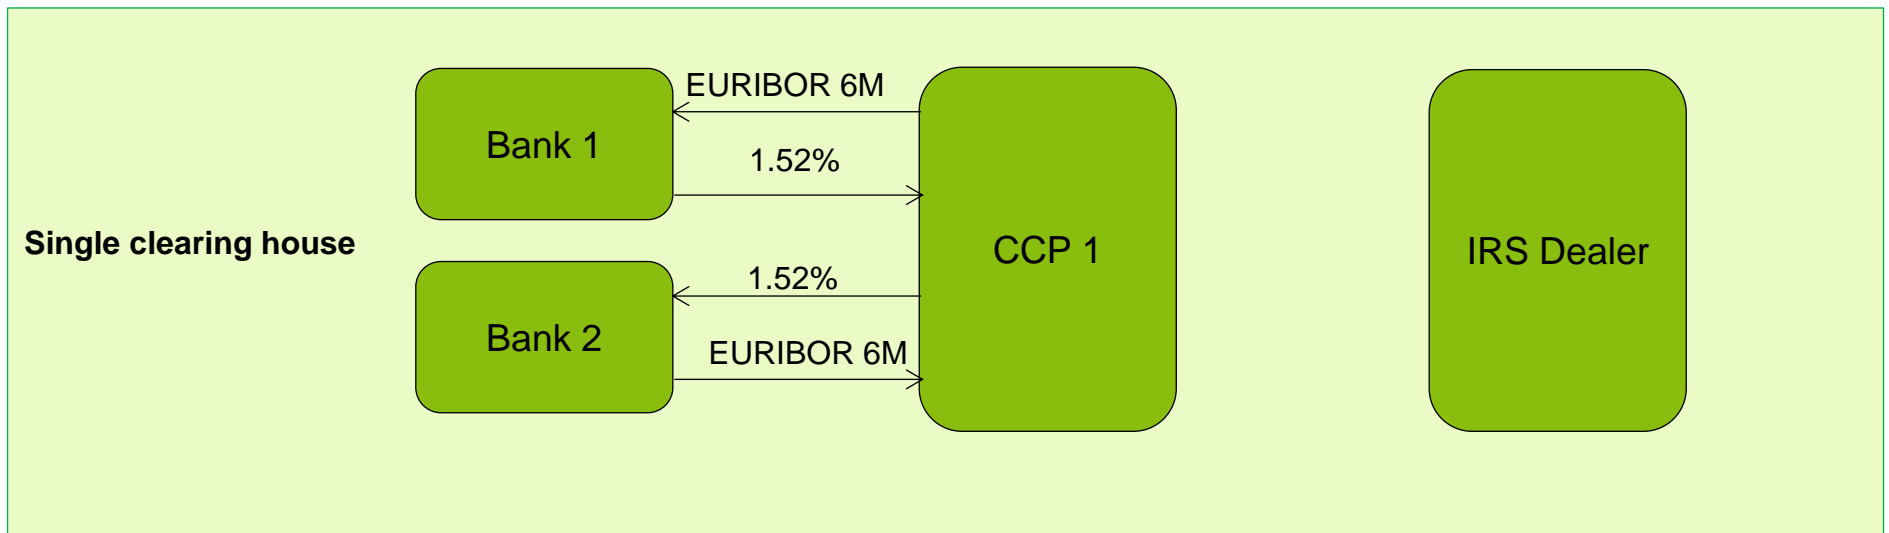 EURIBOR 6M
Bank 1
1.52%
Single clearing house
CCP 1
IRS Dealer
1.52%
Bank 2
EURIBOR 6M